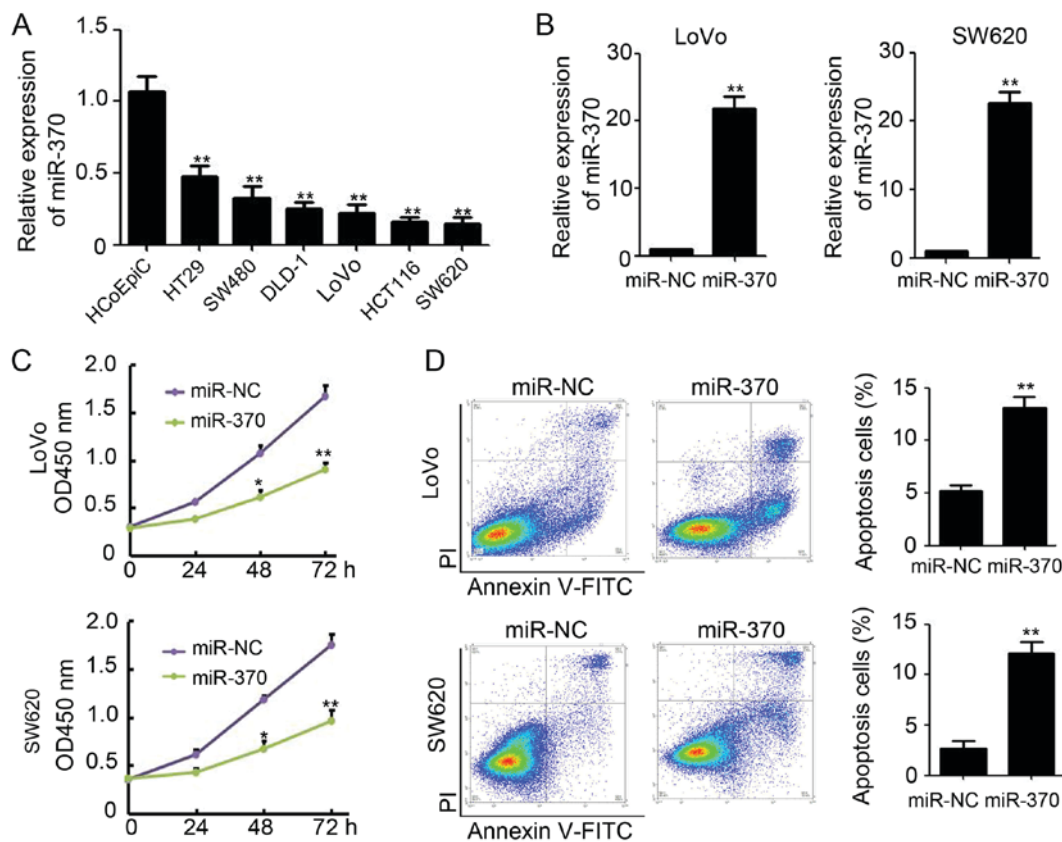 A
Relative expression
of miR-370
1.5
1.0
0.5
0
** ** ** ** ** **
HCoEpiC HT29 SW480 DLD-1 LoVo HCT116 SW620
B
LoVo
Realtive expression
of miR-370
30
20
10
0
**
miR-NC miR-370
SW620
Realtive expression
of miR-370
30
20
10
0
**
miR-NC miR-370
C
LoVo
OD450 nm
2.0
1.5
1.0
0.5
0
miR-NC
miR-370
* **
0 24 48 72 h
SW620
OD450 nm
2.0
1.5
1.0
0.5
0
miR-NC
miR-370
* **
0 24 48 72 h
D
miR-NC miR-370
LoVo
PI
Annexin V-FITC
Apoptosis cells (%)
15
10
5
0
**
miR-NC miR-370
miR-NC miR-370
SW620
PI
Annexin V-FITC
Apoptosis cells (%)
15
10
5
0
**
miR-NC miR-370